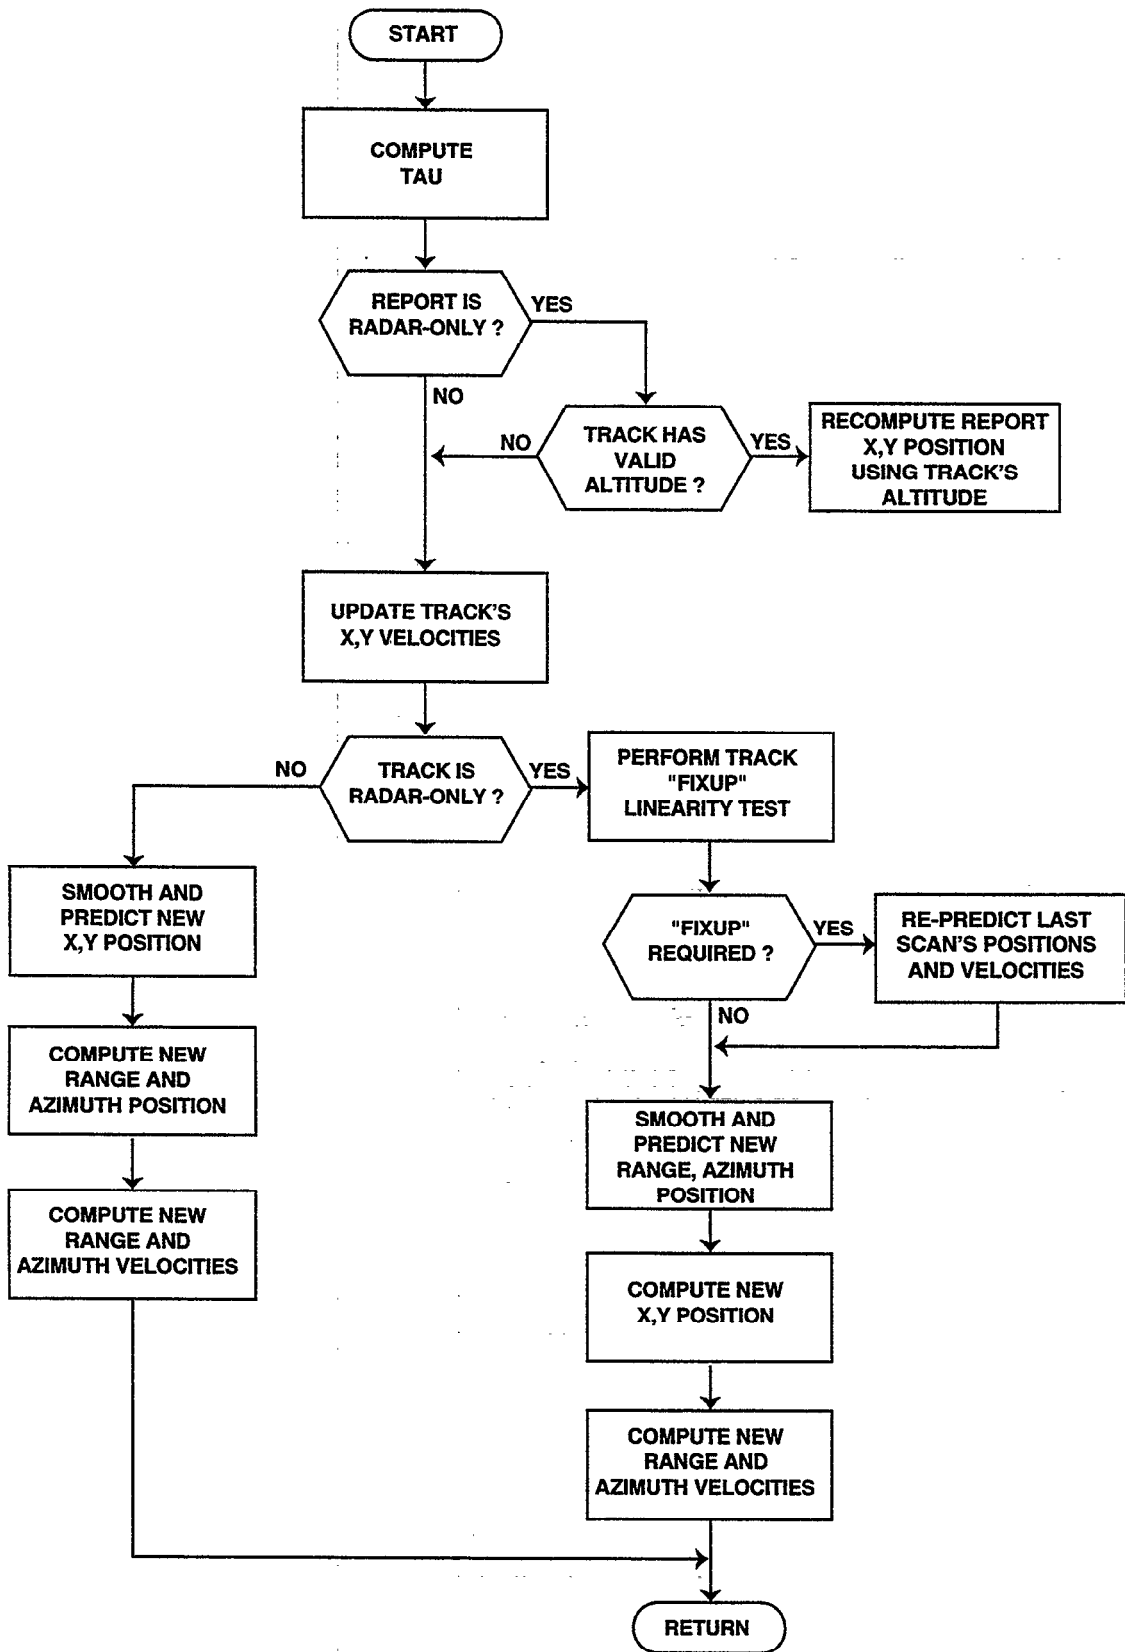 START
COMPUTE
TAU
REPORT IS
RADAR-ONLY ?
YES
NO
TRACK HAS
VALID
ALTITUDE ?
NO
YES
RECOMPUTE REPORT
X,Y POSITION
USING TRACK'S
ALTITUDE
UPDATE TRACK'S
X,Y VELOCITIES
TRACK IS
RADAR-ONLY ?
NO
YES
PERFORM TRACK
"FIXUP"
LINEARITY TEST
SMOOTH AND
PREDICT NEW
X,Y POSITION
"FIXUP"
REQUIRED ?
YES
NO
RE-PREDICT LAST
SCAN'S POSITIONS
AND VELOCITIES
COMPUTE NEW
RANGE AND
AZIMUTH POSITION
SMOOTH AND
PREDICT NEW
RANGE, AZIMUTH
POSITION
COMPUTE NEW
RANGE AND
AZIMUTH VELOCITIES
COMPUTE NEW
X,Y POSITION
COMPUTE NEW
RANGE AND
AZIMUTH VELOCITIES
RETURN